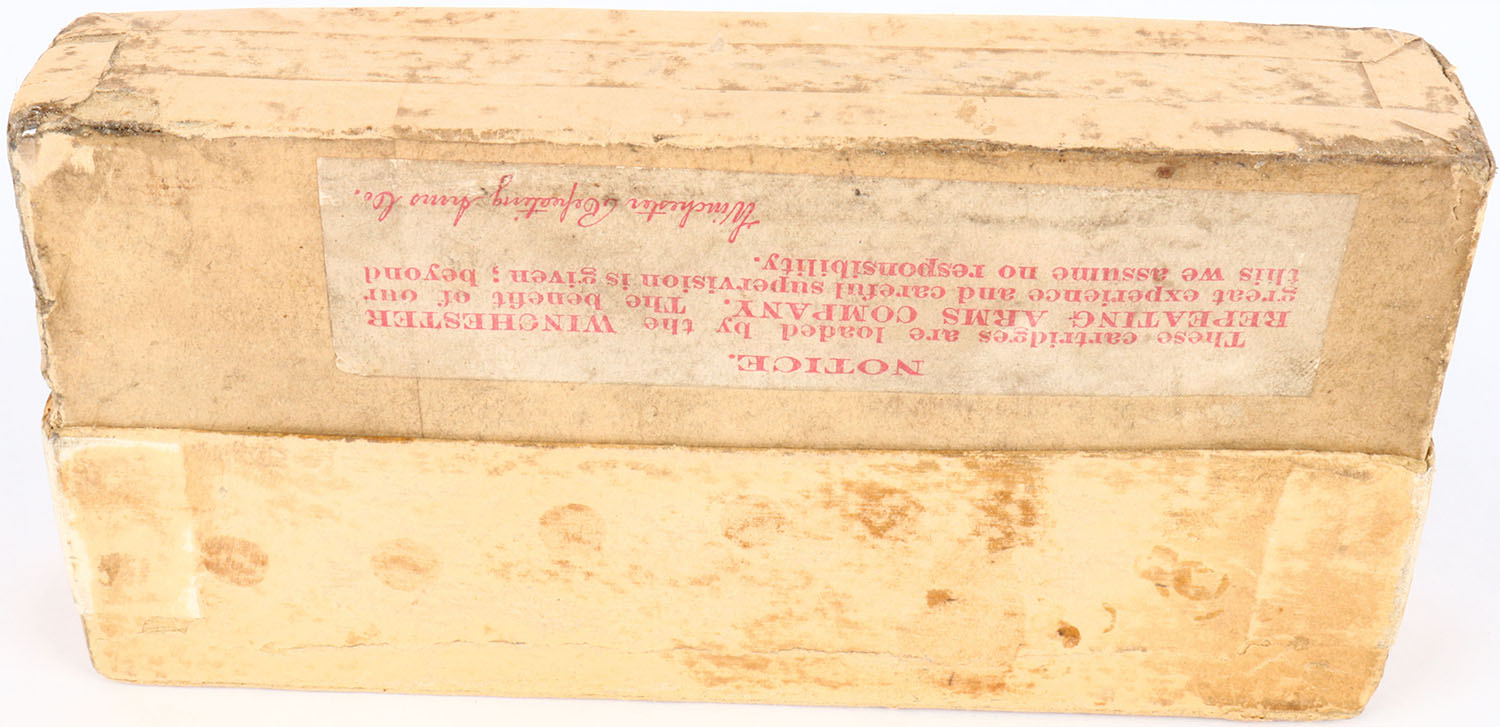 NOTICE.
These cartridges are loaded by the WINCHESTER
REPEATING ARMS COMPANY. The benefit of our
great experience and careful supervision is given; beyond
this we assume no responsibility.
Winchester Repeating Arms Co.